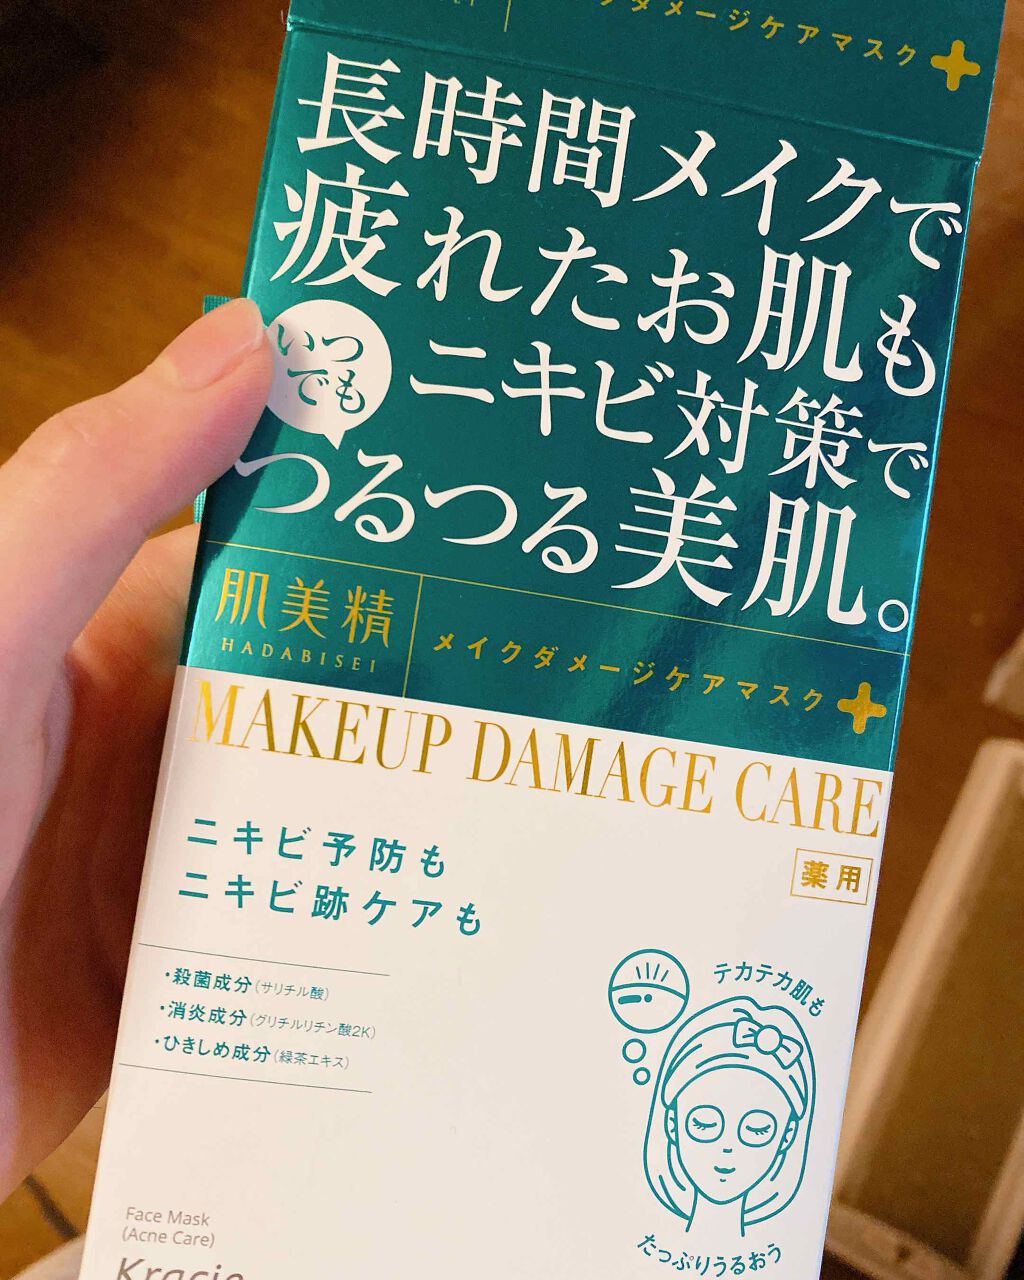 ダメージケアマスク
長時間メイクで
疲れたお肌も
いつ
でも
ニキビ対策で
つるつる美肌。
肌美精
HADABISEI
メイクダメージケアマスク
MAKEUP DAMAGE CARE
ニキビ予防も
ニキビ跡ケアも
薬用
・殺菌成分(サリチル酸)
・消炎成分(グリチルリチン酸2K)
・ひきしめ成分(緑茶エキス)
テカテカ肌も
たっぷりうるおう
Face Mask
(Acne Care)
Kracie